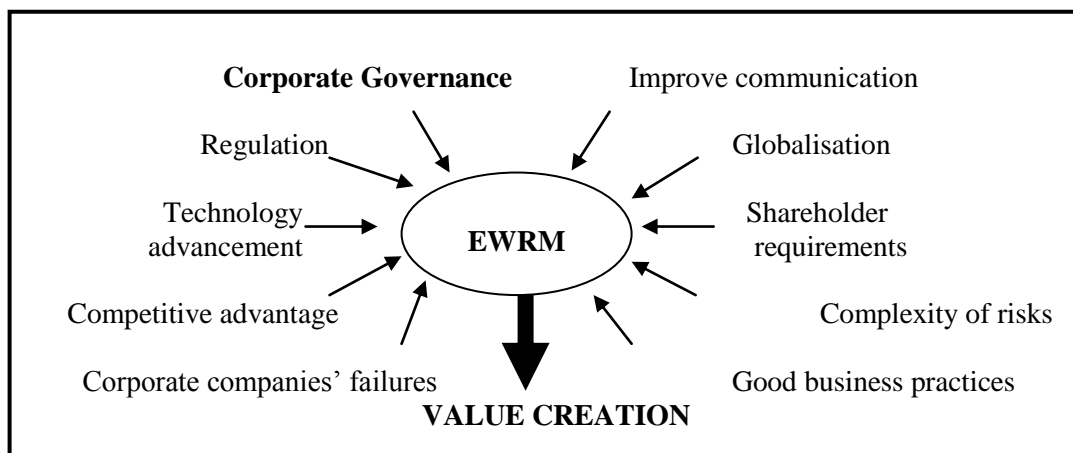 Corporate Governance
Improve communication
Regulation
Globalisation
Technology
advancement
Shareholder
requirements
EWRM
Competitive advantage
Complexity of risks
Corporate companies’ failures
Good business practices
VALUE CREATION